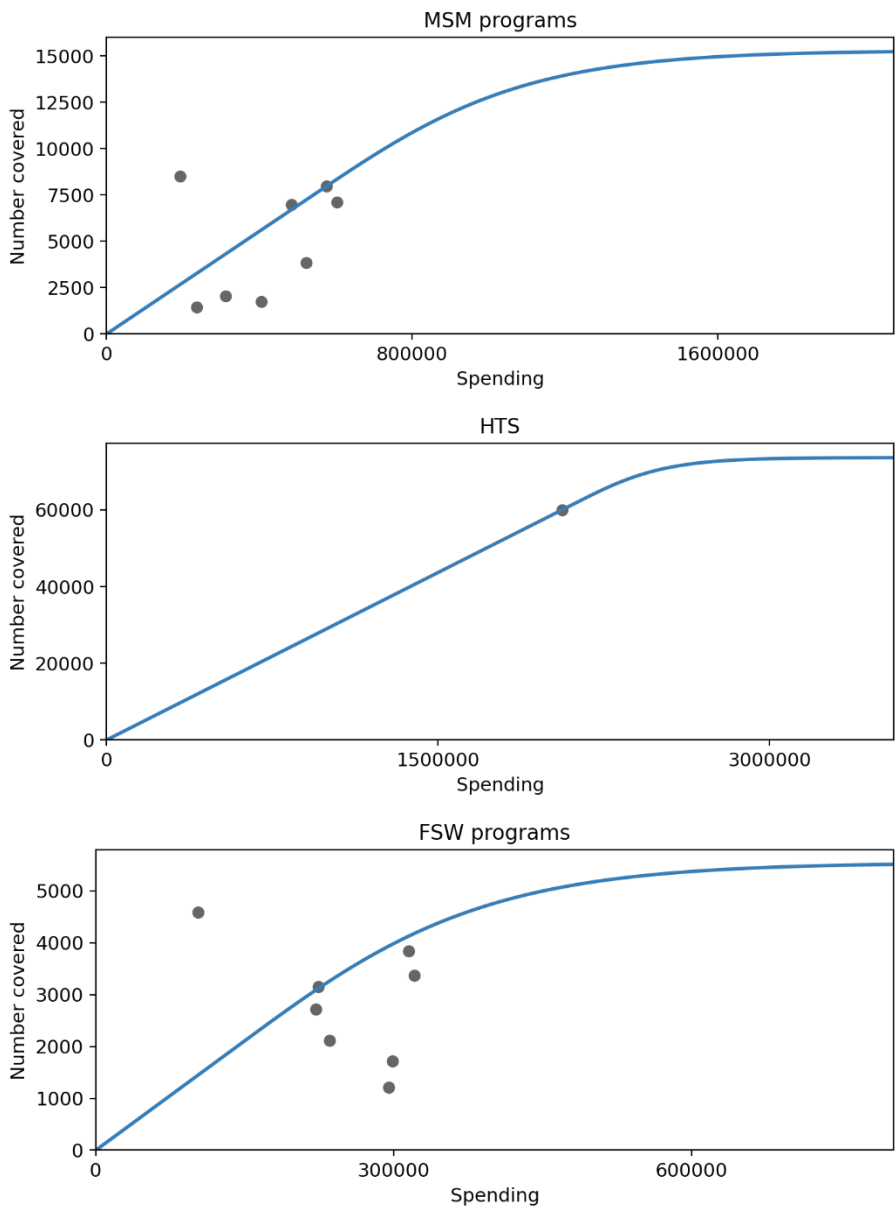 MSM programs
15000
12500
10000
7500
5000
2500
0
Number covered
0 800000 1600000
Spending
HTS
60000
40000
20000
0
Number covered
0 1500000 3000000
Spending
FSW programs
5000
4000
3000
2000
1000
0
Number covered
0 300000 600000
Spending